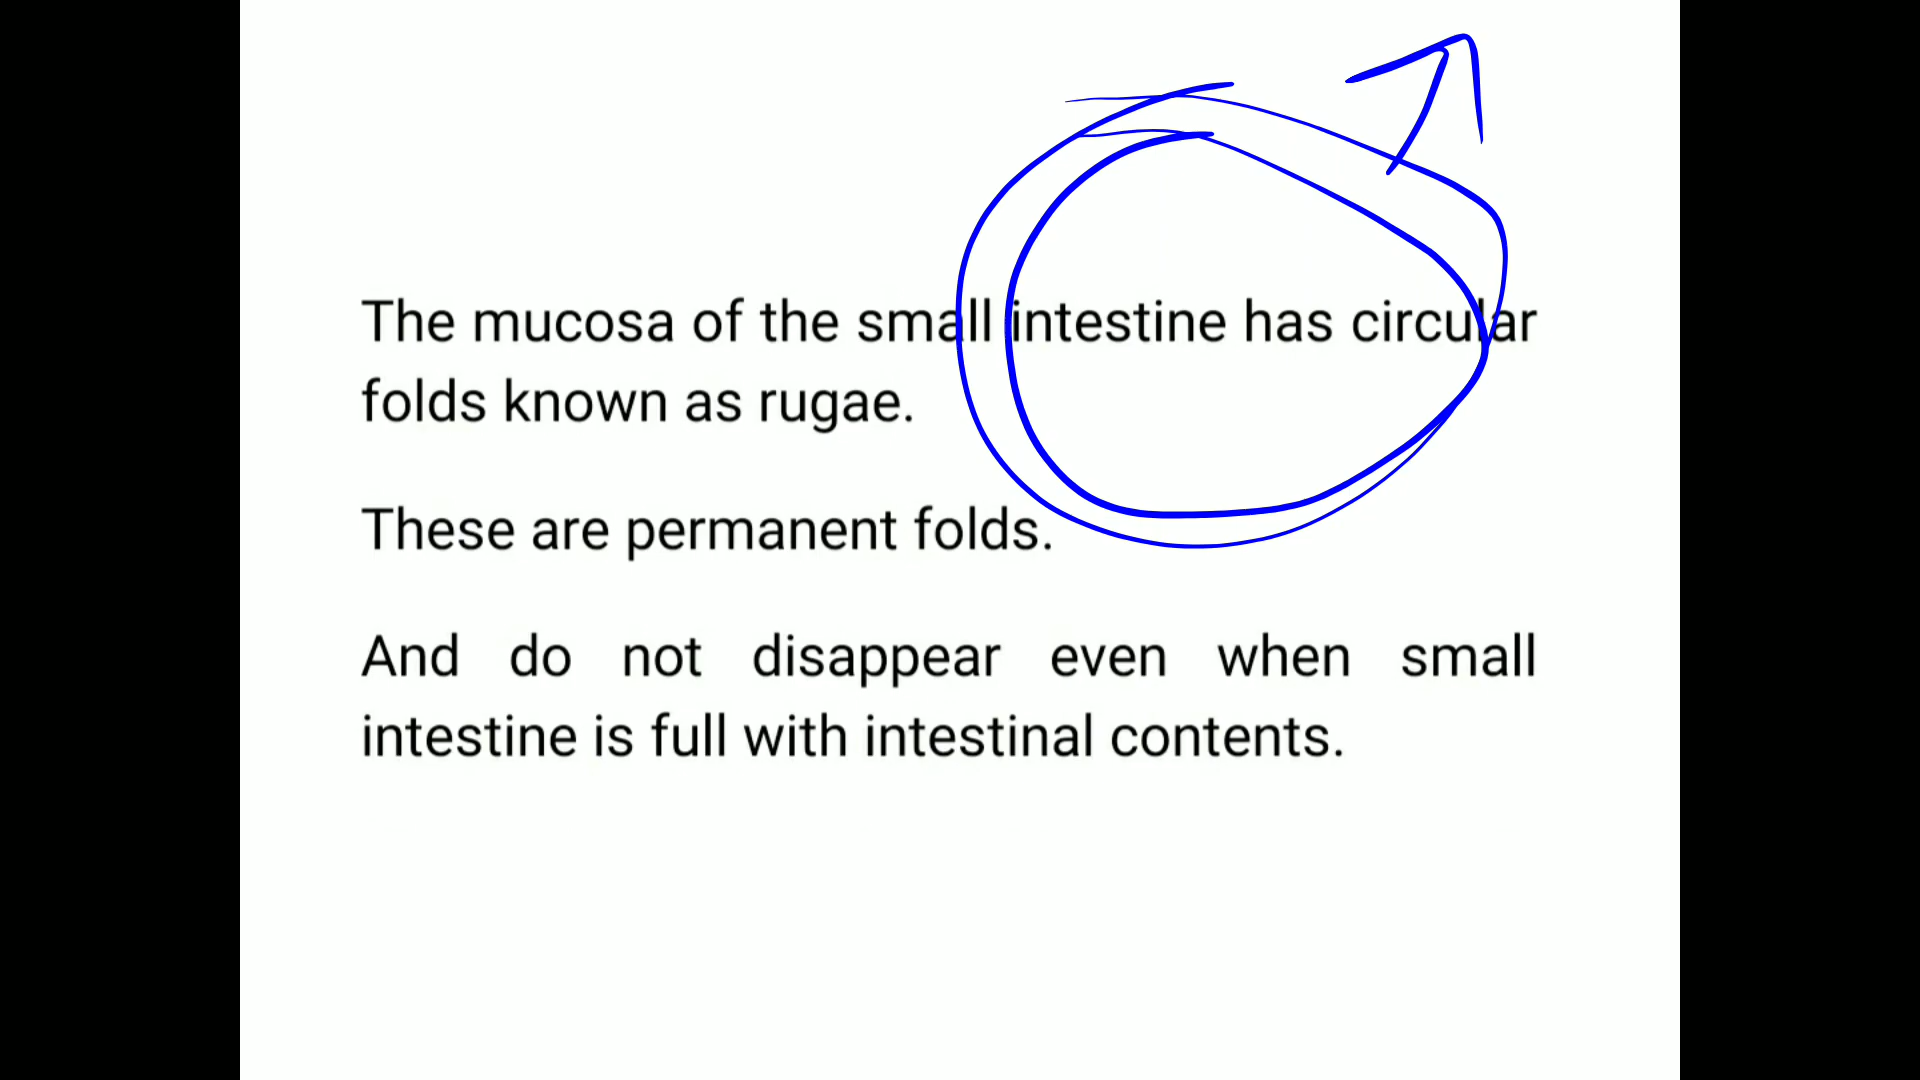 The mucosa of the small intestine has circular
folds known as rugae.
These are permanent folds.
And do not disappear even when small
intestine is full with intestinal contents.